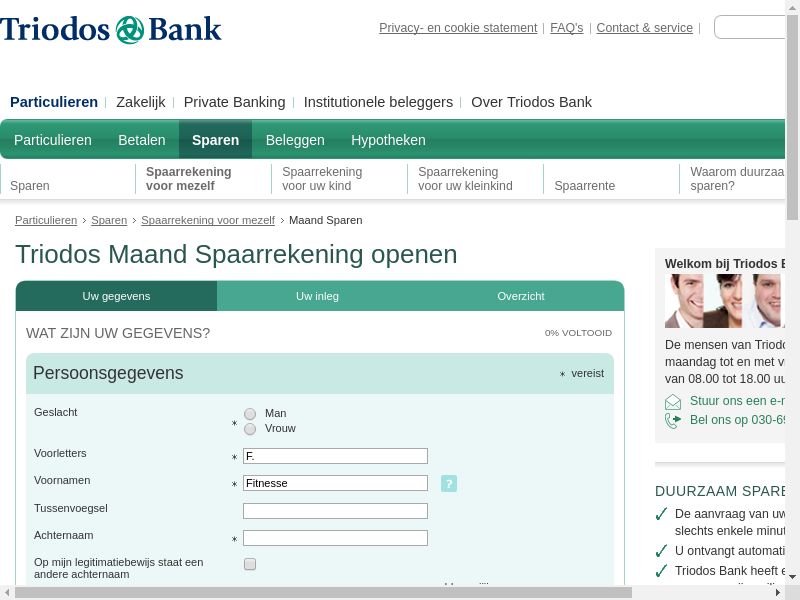 Triodos Bank
Privacy- en cookie statement FAQ's Contact & service
Particulieren Zakelijk Private Banking Institutionele beleggers Over Triodos Bank
Particulieren Betalen Sparen Beleggen Hypotheken
Sparen
Spaarrekening
voor mezelf
Spaarrekening
voor uw kind
Spaarrekening
voor uw kleinkind
Spaarrente
Waarom duurzaa
sparen?
Particulieren > Sparen > Spaarrekening voor mezelf > Maand Sparen
Triodos Maand Spaarrekening openen
Uw gegevens Uw inleg Overzicht
WAT ZIJN UW GEGEVENS? 0% VOLTOOID
Persoonsgegevens * vereist
Geslacht
* Man
Vrouw
Voorletters * F.
Voornamen * Fitnesse ?
Tussenvoegsel
Achternaam *
Op mijn legitimatiebewijs staat een
andere achternaam
Welkom bij Triodos B
De mensen van Triodo
maandag tot en met vr
van 08.00 tot 18.00 uu
Stuur ons een e-m
Bel ons op 030-69
DUURZAAM SPARE
De aanvraag van uw
slechts enkele minut
U ontvangt automati
Triodos Bank heeft e